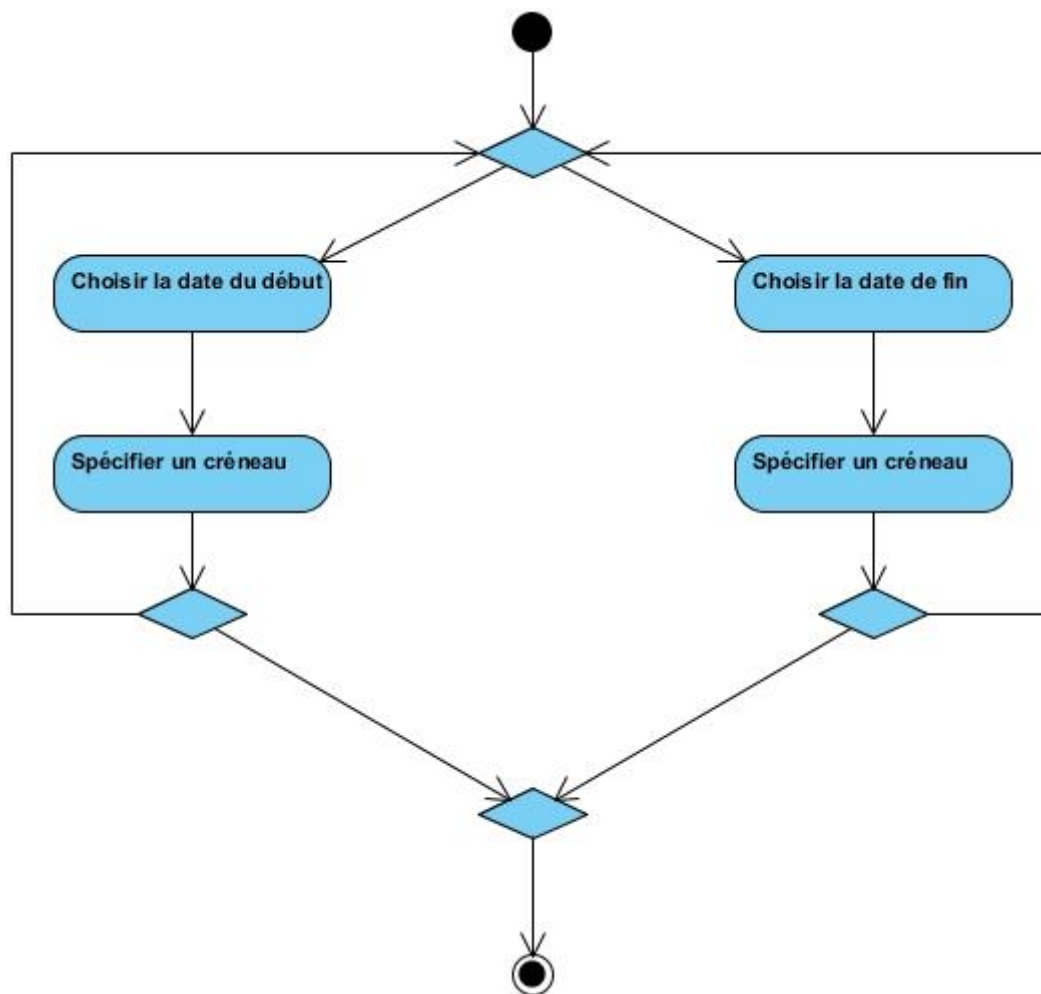 Choisir la date du début
Choisir la date de fin
Spécifier un créneau
Spécifier un créneau